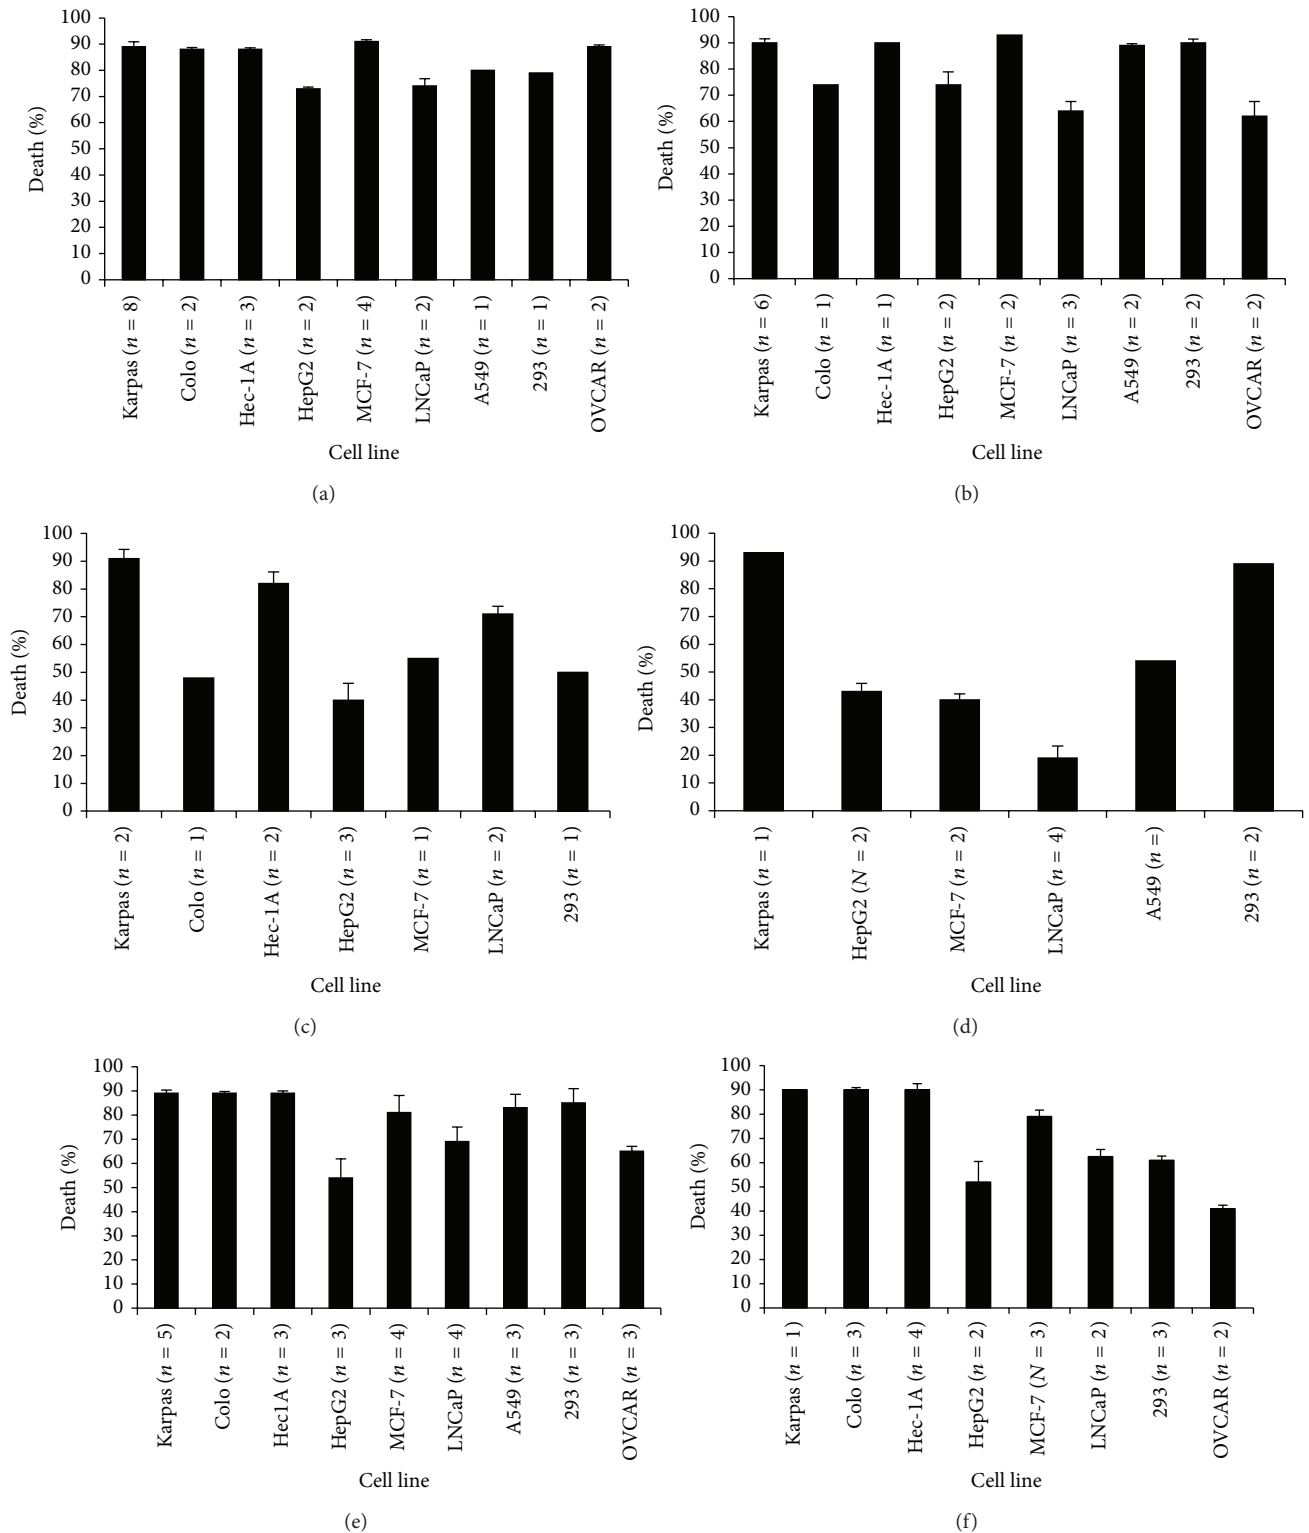 Death (%)
100
90
80
70
60
50
40
30
20
10
0
Karpas (n = 8)
Colo (n = 2)
Hec-1A (n = 3)
HepG2 (n = 2)
MCF-7 (n = 4)
LNCaP (n = 2)
A549 (n = 1)
293 (n = 1)
OVCAR (n = 2)
Cell line
(a)
Death (%)
100
90
80
70
60
50
40
30
20
10
0
Karpas (n = 6)
Colo (n = 1)
Hec-1A (n = 1)
HepG2 (n = 2)
MCF-7 (n = 2)
LNCaP (n = 3)
A549 (n = 2)
293 (n = 2)
OVCAR (n = 2)
Cell line
(b)
Death (%)
100
90
80
70
60
50
40
30
20
10
0
Karpas (n = 2)
Colo (n = 1)
Hec-1A (n = 2)
HepG2 (n = 3)
MCF-7 (n = 1)
LNCaP (n = 2)
293 (n = 1)
Cell line
(c)
Death (%)
100
90
80
70
60
50
40
30
20
10
0
Karpas (n = 1)
HepG2 (N = 2)
MCF-7 (n = 2)
LNCaP (n = 4)
A549 (n =)
293 (n = 2)
Cell line
(d)
Death (%)
100
90
80
70
60
50
40
30
20
10
0
Karpas (n = 5)
Colo (n = 2)
Hec1A (n = 3)
HepG2 (n = 3)
MCF-7 (n = 4)
LNCaP (n = 4)
A549 (n = 3)
293 (n = 3)
OVCAR (n = 3)
Cell line
(e)
Death (%)
100
90
80
70
60
50
40
30
20
10
0
Karpas (n = 1)
Colo (n = 3)
Hec-1A (n = 4)
HepG2 (n = 2)
MCF-7 (N = 3)
LNCaP (n = 2)
293 (n = 3)
OVCAR (n = 2)
Cell line
(f)